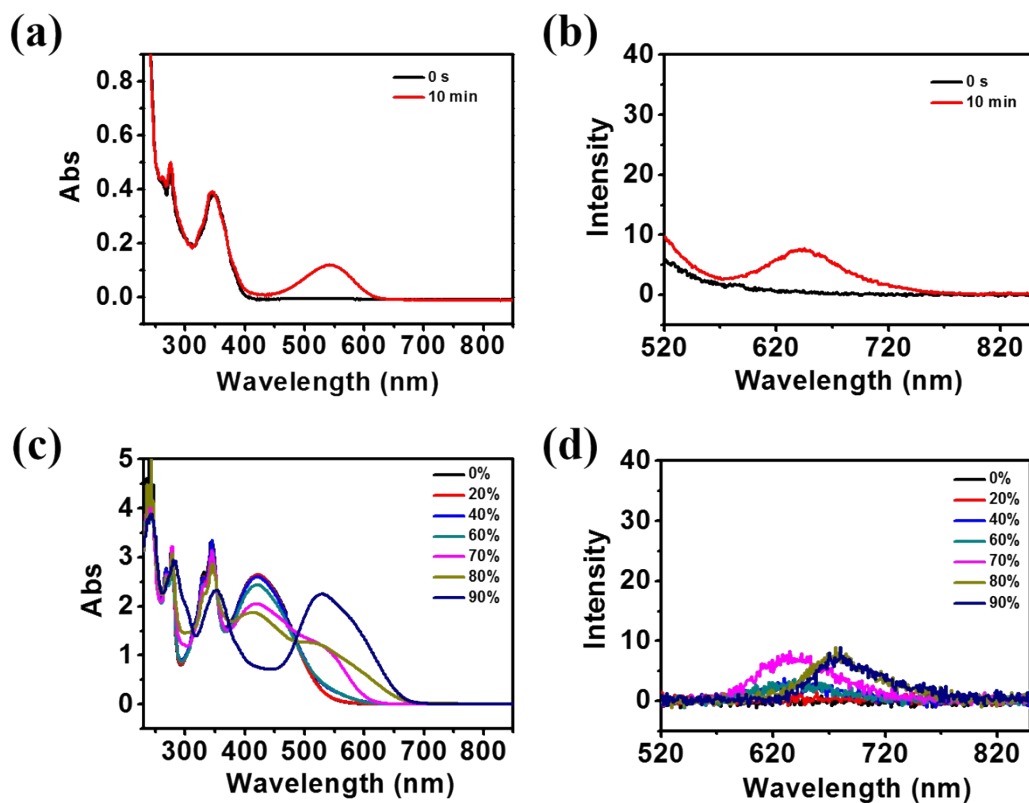 (a)
0 s
10 min
Abs
0.8
0.6
0.4
0.2
0.0
300 400 500 600 700 800
Wavelength (nm)
(b)
0 s
10 min
Intensity
40
30
20
10
0
520 620 720 820
Wavelength (nm)
(c)
0%
20%
40%
60%
70%
80%
90%
Abs
5
4
3
2
1
0
300 400 500 600 700 800
Wavelength (nm)
(d)
0%
20%
40%
60%
70%
80%
90%
Intensity
40
30
20
10
0
520 620 720 820
Wavelength (nm)